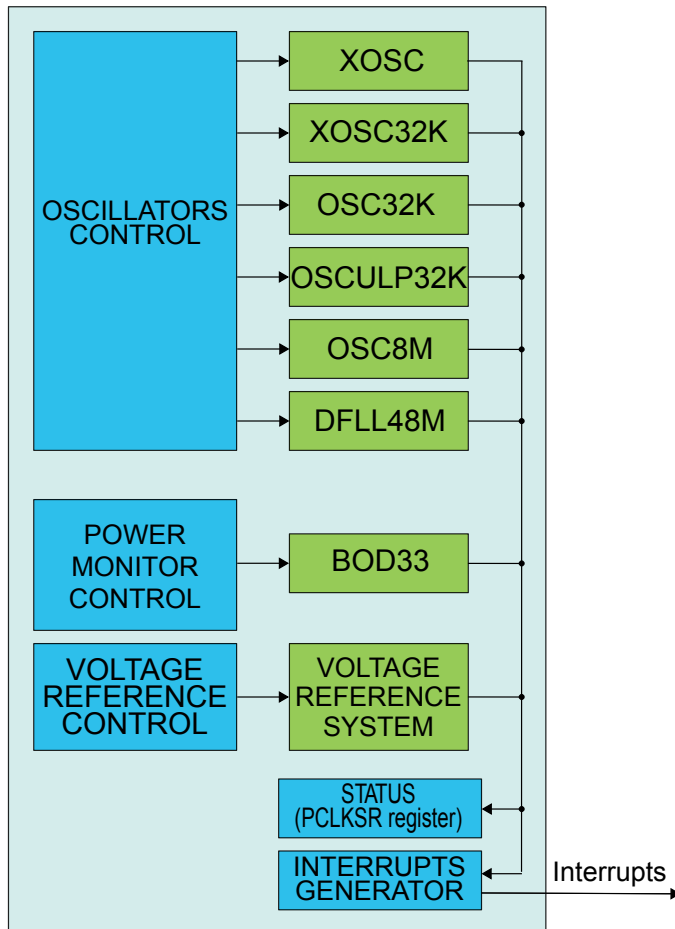 XOSC
XOSC32K
OSCILLATORS
CONTROL
OSC32K
OSCULP32K
OSC8M
DFLL48M
POWER
MONITOR
CONTROL
BOD33
VOLTAGE
REFERENCE
CONTROL
VOLTAGE
REFERENCE
SYSTEM
STATUS
(PCLKSR register)
INTERRUPTS
GENERATOR
Interrupts